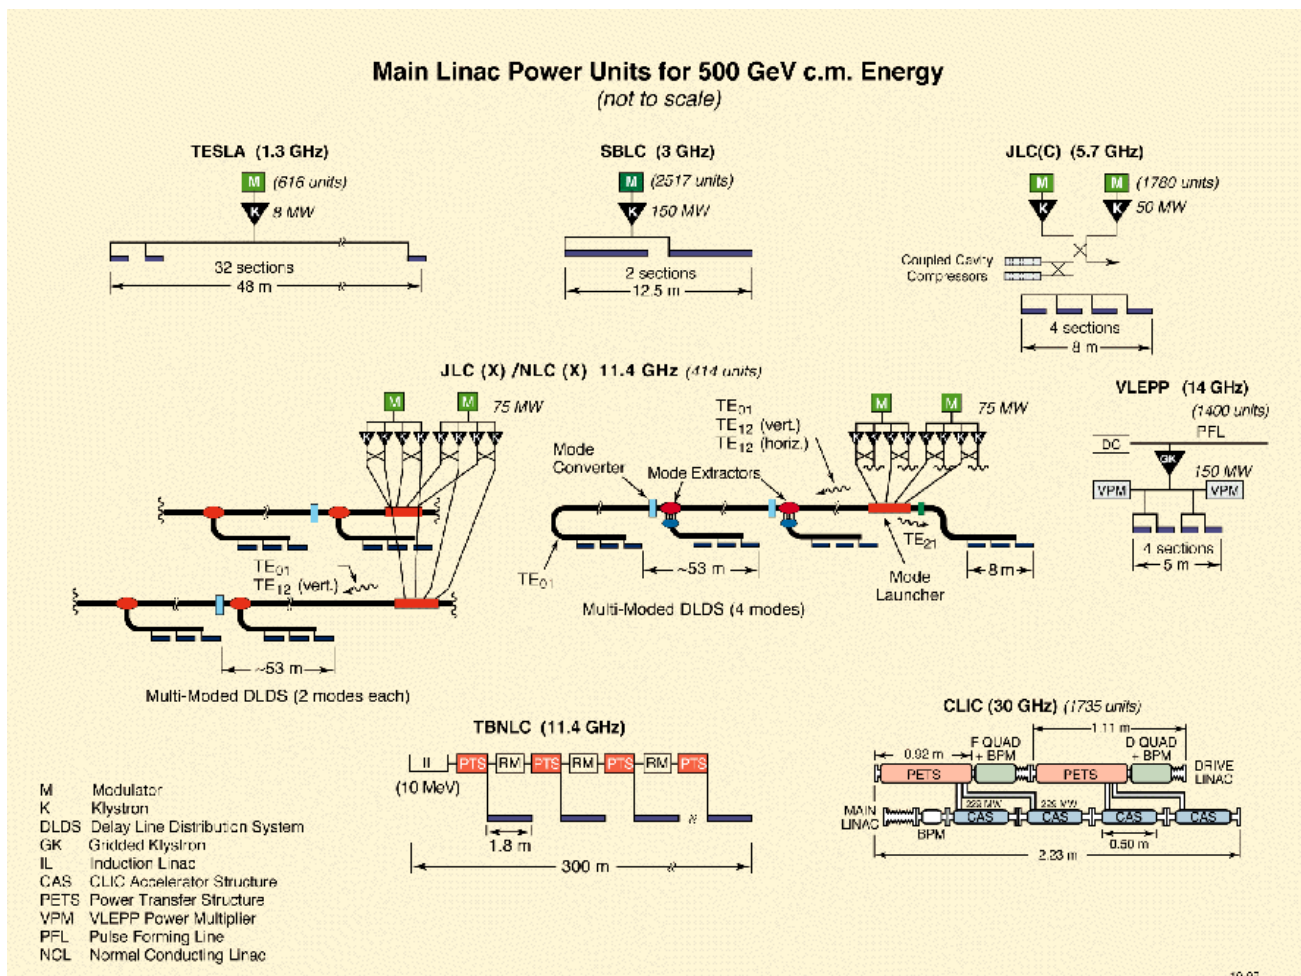 Main Linac Power Units for 500 GeV c.m. Energy
(not to scale)
TESLA (1.3 GHz)
M (616 units)
K 8 MW
32 sections
48 m
SBLC (3 GHz)
M (2517 units)
K 150 MW
2 sections
12.5 m
JLC(C) (5.7 GHz)
M M (1780 units)
K K 50 MW
Coupled Cavity
Compressors
4 sections
8 m
JLC (X) /NLC (X) 11.4 GHz (414 units)
M M 75 MW
K K K K K K K K
TE01
TE12 (vert.)
~53 m
Multi-Moded DLDS (2 modes each)
TE01
TE12 (vert.)
TE12 (horiz.)
M M 75 MW
K K K K K K K K
Mode
Converter
Mode Extractors
TE01
~53 m
TE21
Mode
Launcher
8 m
Multi-Moded DLDS (4 modes)
VLEPP (14 GHz)
(1400 units)
PFL
DC
GK
150 MW
VPM VPM
4 sections
5 m
TBNLC (11.4 GHz)
IL PTS RM PTS RM PTS RM PTS
(10 MeV)
1.8 m
300 m
CLIC (30 GHz) (1735 units)
1.11 m
0.92 m
F QUAD
+ BPM
D QUAD
+ BPM
PETS PETS
DRIVE
LINAC
229 MW 229 MW
MAIN
LINAC
BPM
CAS CAS CAS CAS
0.50 m
2.23 m
M Modulator
K Klystron
DLDS Delay Line Distribution System
GK Gridded Klystron
IL Induction Linac
CAS CLIC Accelerator Structure
PETS Power Transfer Structure
VPM VLEPP Power Multiplier
PFL Pulse Forming Line
NCL Normal Conducting Linac